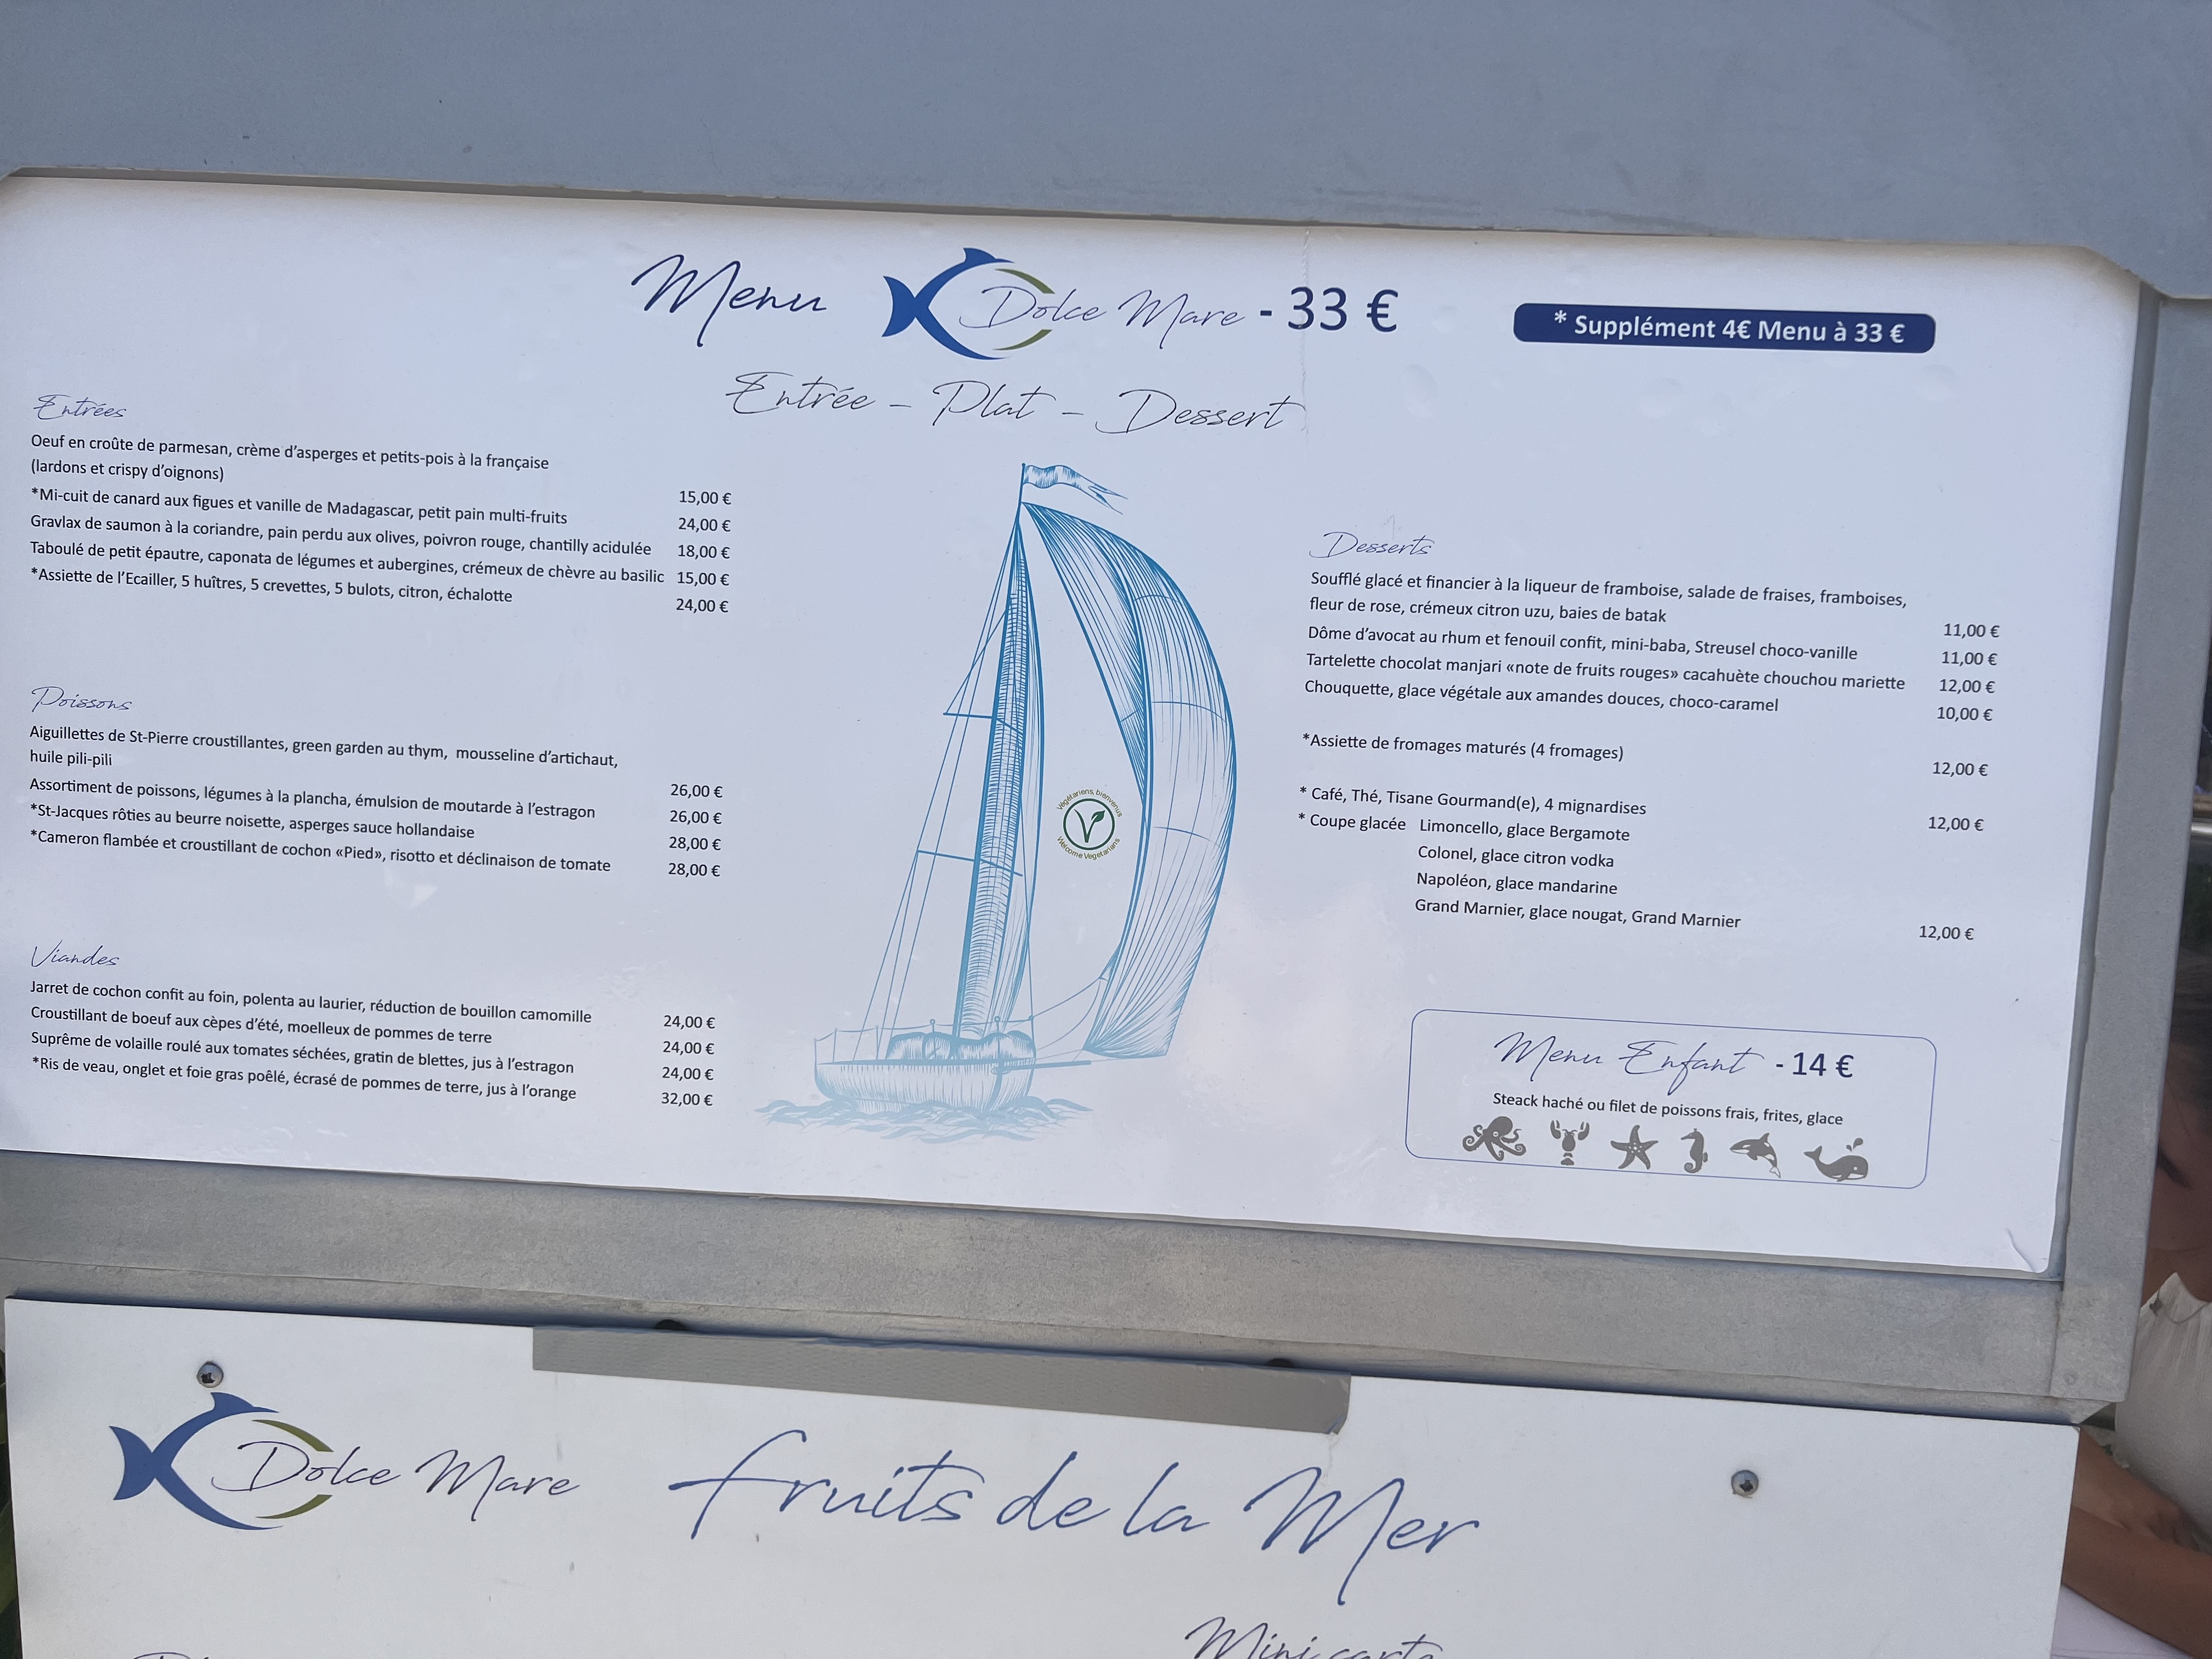 Menu Dolce Mare - 33 €
* Supplément 4€ Menu à 33 €
Entrée - Plat - Dessert
Entrées
Oeuf en croûte de parmesan, crème d'asperges et petits-pois à la française
(lardons et crispy d'oignons) 15,00 €
*Mi-cuit de canard aux figues et vanille de Madagascar, petit pain multi-fruits 24,00 €
Gravlax de saumon à la coriandre, pain perdu aux olives, poivron rouge, chantilly acidulée 18,00 €
Taboulé de petit épautre, caponata de légumes et aubergines, crémeux de chèvre au basilic 15,00 €
*Assiette de l'Ecailler, 5 huîtres, 5 crevettes, 5 bulots, citron, échalotte 24,00 €
Poissons
Aiguillettes de St-Pierre croustillantes, green garden au thym, mousseline d'artichaut,
huile pili-pili 26,00 €
Assortiment de poissons, légumes à la plancha, émulsion de moutarde à l'estragon 26,00 €
*St-Jacques rôties au beurre noisette, asperges sauce hollandaise 28,00 €
*Cameron flambée et croustillant de cochon «Pied», risotto et déclinaison de tomate 28,00 €
Viandes
Jarret de cochon confit au foin, polenta au laurier, réduction de bouillon camomille 24,00 €
Croustillant de boeuf aux cèpes d'été, moelleux de pommes de terre 24,00 €
Suprême de volaille roulé aux tomates séchées, gratin de blettes, jus à l'estragon 24,00 €
*Ris de veau, onglet et foie gras poêlé, écrasé de pommes de terre, jus à l'orange 32,00 €
Végétariens, bienvenus
Welcome Vegetarians
Desserts
Soufflé glacé et financier à la liqueur de framboise, salade de fraises, framboises,
fleur de rose, crémeux citron uzu, baies de batak 11,00 €
Dôme d'avocat au rhum et fenouil confit, mini-baba, Streusel choco-vanille 11,00 €
Tartelette chocolat manjari «note de fruits rouges» cacahuète chouchou mariette 12,00 €
Chouquette, glace végétale aux amandes douces, choco-caramel 10,00 €
*Assiette de fromages maturés (4 fromages) 12,00 €
* Café, Thé, Tisane Gourmand(e), 4 mignardises 12,00 €
* Coupe glacée Limoncello, glace Bergamote
Colonel, glace citron vodka
Napoléon, glace mandarine
Grand Marnier, glace nougat, Grand Marnier 12,00 €
Menu Enfant - 14 €
Steack haché ou filet de poissons frais, frites, glace
Dolce Mare fruits de la Mer
Mini carte